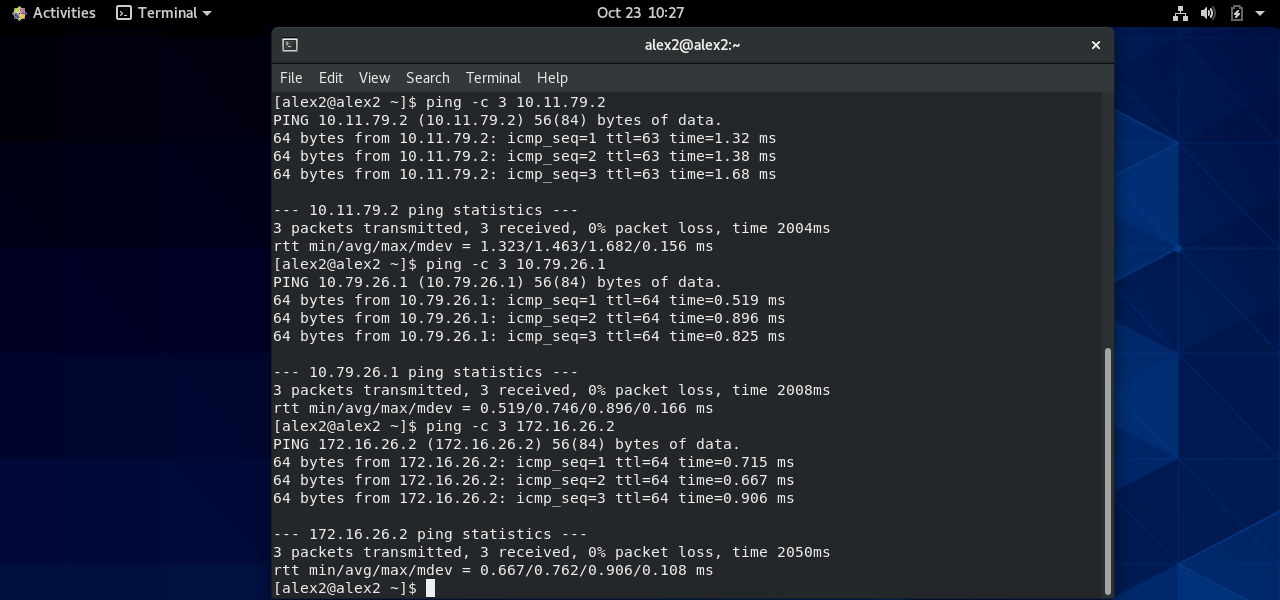 Activities Terminal Oct 23 10:27
alex2@alex2:~
File Edit View Search Terminal Help
[alex2@alex2 ~]$ ping -c 3 10.11.79.2
PING 10.11.79.2 (10.11.79.2) 56(84) bytes of data.
64 bytes from 10.11.79.2: icmp_seq=1 ttl=63 time=1.32 ms
64 bytes from 10.11.79.2: icmp_seq=2 ttl=63 time=1.38 ms
64 bytes from 10.11.79.2: icmp_seq=3 ttl=63 time=1.68 ms

--- 10.11.79.2 ping statistics ---
3 packets transmitted, 3 received, 0% packet loss, time 2004ms
rtt min/avg/max/mdev = 1.323/1.463/1.682/0.156 ms
[alex2@alex2 ~]$ ping -c 3 10.79.26.1
PING 10.79.26.1 (10.79.26.1) 56(84) bytes of data.
64 bytes from 10.79.26.1: icmp_seq=1 ttl=64 time=0.519 ms
64 bytes from 10.79.26.1: icmp_seq=2 ttl=64 time=0.896 ms
64 bytes from 10.79.26.1: icmp_seq=3 ttl=64 time=0.825 ms

--- 10.79.26.1 ping statistics ---
3 packets transmitted, 3 received, 0% packet loss, time 2008ms
rtt min/avg/max/mdev = 0.519/0.746/0.896/0.166 ms
[alex2@alex2 ~]$ ping -c 3 172.16.26.2
PING 172.16.26.2 (172.16.26.2) 56(84) bytes of data.
64 bytes from 172.16.26.2: icmp_seq=1 ttl=64 time=0.715 ms
64 bytes from 172.16.26.2: icmp_seq=2 ttl=64 time=0.667 ms
64 bytes from 172.16.26.2: icmp_seq=3 ttl=64 time=0.906 ms

--- 172.16.26.2 ping statistics ---
3 packets transmitted, 3 received, 0% packet loss, time 2050ms
rtt min/avg/max/mdev = 0.667/0.762/0.906/0.108 ms
[alex2@alex2 ~]$